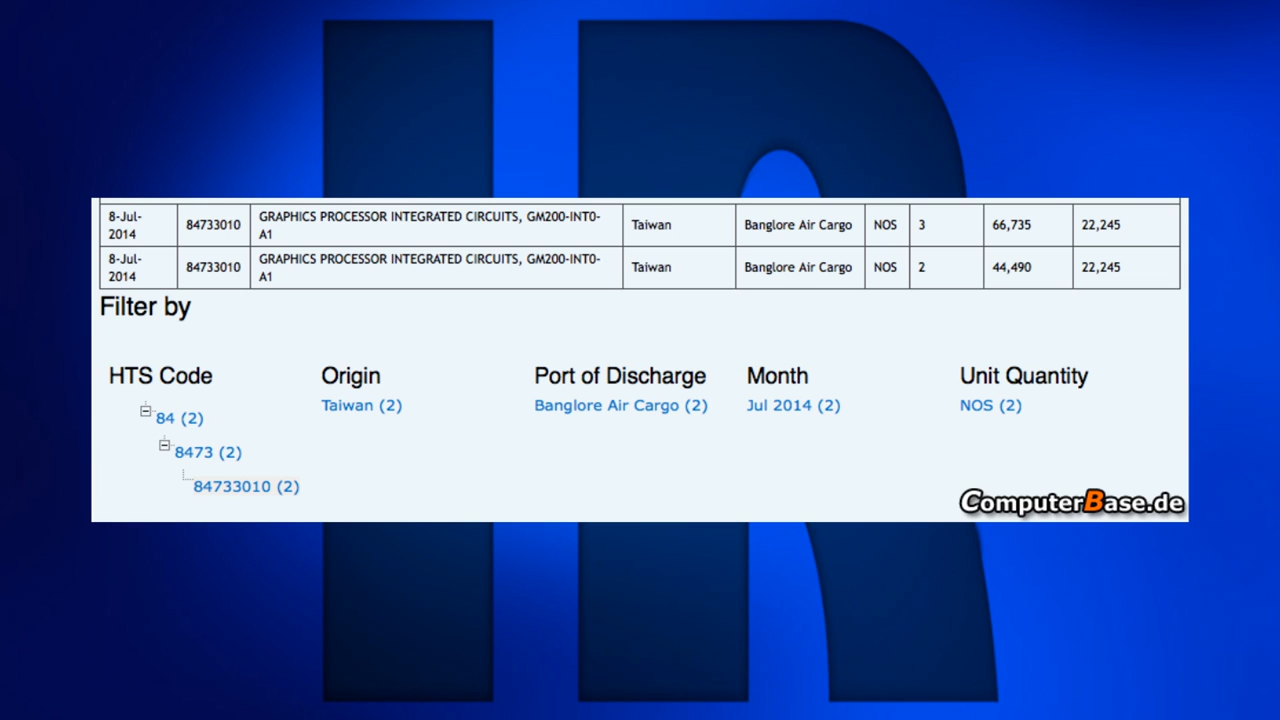 IR
8-Jul-
2014
84733010
GRAPHICS PROCESSOR INTEGRATED CIRCUITS, GM200-INT0-
A1
Taiwan
Banglore Air Cargo
NOS
3
66,735
22,245
8-Jul-
2014
84733010
GRAPHICS PROCESSOR INTEGRATED CIRCUITS, GM200-INT0-
A1
Taiwan
Banglore Air Cargo
NOS
2
44,490
22,245
Filter by
HTS Code
Origin
Port of Discharge
Month
Unit Quantity
Taiwan (2)
Banglore Air Cargo (2)
Jul 2014 (2)
NOS (2)
84 (2)
8473 (2)
84733010 (2)
ComputerBase.de